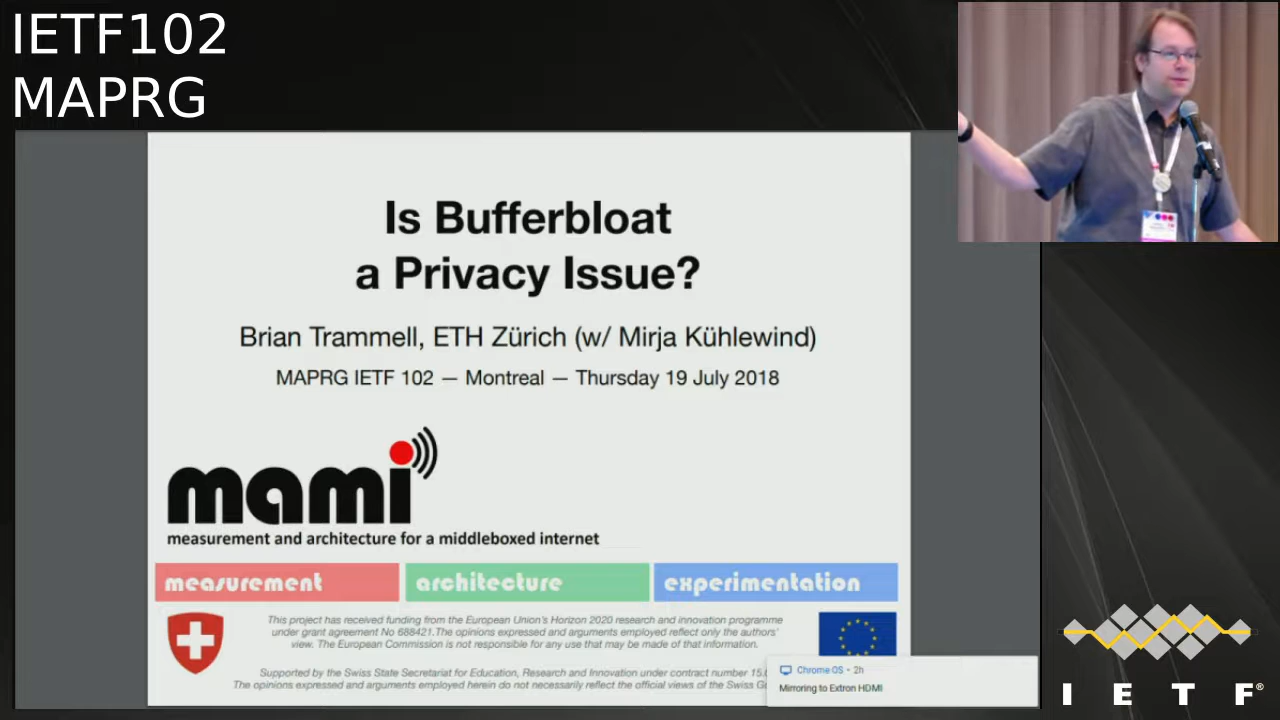 IETF102
MAPRG
Is Bufferbloat
a Privacy Issue?
Brian Trammell, ETH Zürich (w/ Mirja Kühlewind)
MAPRG IETF 102 — Montreal — Thursday 19 July 2018
mami
measurement and architecture for a middleboxed internet
measurement
architecture
experimentation
This project has received funding from the European Union's Horizon 2020 research and innovation programme
under grant agreement No 688421.The opinions expressed and arguments employed reflect only the authors'
view. The European Commission is not responsible for any use that may be made of that information.
Supported by the Swiss State Secretariat for Education, Research and Innovation under contract number 15.
The opinions expressed and arguments employed herein do not necessarily reflect the official views of the Swiss
Chrome OS • 2h
Mirroring to Extron HDMI
IETF®